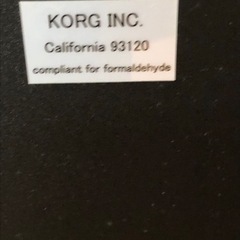 KORG INC.
California 93120
compliant for formaldehyde